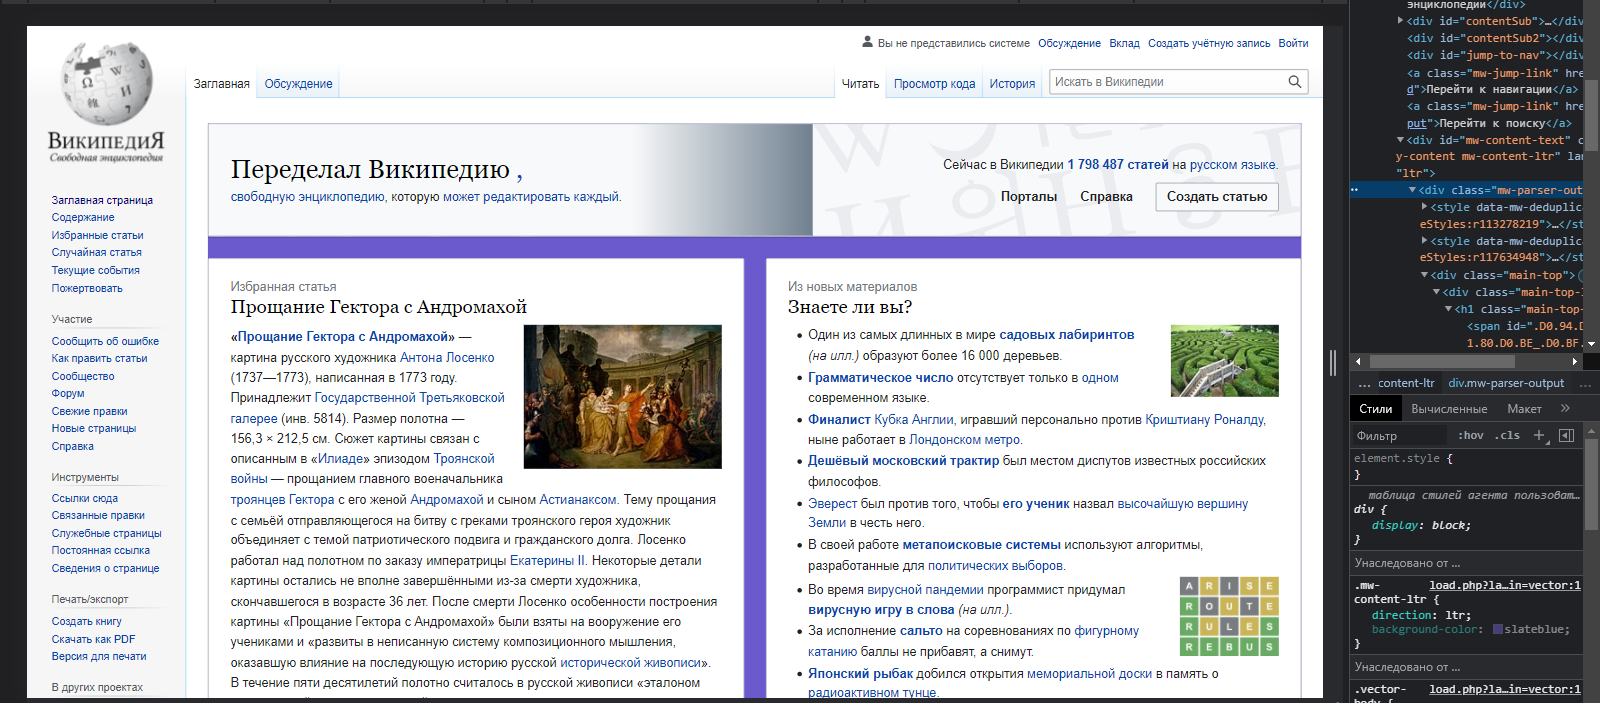 Вы не представились системе Обсуждение Вклад Создать учётную запись Войти
Заглавная Обсуждение Читать Просмотр кода История Искать в Википедии
ВикипедиЯ
Свободная энциклопедия
Заглавная страница
Содержание
Избранные статьи
Случайная статья
Текущие события
Пожертвовать
Участие
Сообщить об ошибке
Как править статьи
Сообщество
Форум
Свежие правки
Новые страницы
Справка
Инструменты
Ссылки сюда
Связанные правки
Служебные страницы
Постоянная ссылка
Сведения о странице
Печать/экспорт
Создать книгу
Скачать как PDF
Версия для печати
В других проектах
Переделал Википедию ,
свободную энциклопедию, которую может редактировать каждый.
Сейчас в Википедии 1 798 487 статей на русском языке.
Порталы Справка Создать статью
Избранная статья
Прощание Гектора с Андромахой
«Прощание Гектора с Андромахой» —
картина русского художника Антона Лосенко
(1737—1773), написанная в 1773 году.
Принадлежит Государственной Третьяковской
галерее (инв. 5814). Размер полотна —
156,3 × 212,5 см. Сюжет картины связан с
описанным в «Илиаде» эпизодом Троянской
войны — прощанием главного военачальника
троянцев Гектора с его женой Андромахой и сыном Астианаксом. Тему прощания
с семьёй отправляющегося на битву с греками троянского героя художник
объединяет с темой патриотического подвига и гражданского долга. Лосенко
работал над полотном по заказу императрицы Екатерины II. Некоторые детали
картины остались не вполне завершёнными из-за смерти художника,
скончавшегося в возрасте 36 лет. После смерти Лосенко особенности построения
картины «Прощание Гектора с Андромахой» были взяты на вооружение его
учениками и «развиты в неписанную систему композиционного мышления,
оказавшую влияние на последующую историю русской исторической живописи».
В течение пяти десятилетий полотно считалось в русской живописи «эталоном
Из новых материалов
Знаете ли вы?
Один из самых длинных в мире садовых лабиринтов
(на илл.) образуют более 16 000 деревьев.
Грамматическое число отсутствует только в одном
современном языке.
Финалист Кубка Англии, игравший персонально против Криштиану Роналду,
ныне работает в Лондонском метро.
Дешёвый московский трактир был местом диспутов известных российских
философов.
Эверест был против того, чтобы его ученик назвал высочайшую вершину
Земли в честь него.
В своей работе метапоисковые системы используют алгоритмы,
разработанные для политических выборов.
Во время вирусной пандемии программист придумал
вирусную игру в слова (на илл.).
За исполнение сальто на соревнованиях по фигурному
катанию баллы не прибавят, а снимут.
Японский рыбак добился открытия мемориальной доски в память о
радиоактивном тунце.
ARISE
ROUTE
RULES
REBUS
энциклопедии</div>
<div id="contentSub">…</di
<div id="contentSub2"></di
<div id="jump-to-nav"></di
<a class="mw-jump-link" hre
d">Перейти к навигации</a>
<a class="mw-jump-link" hre
put">Перейти к поиску</a>
<div id="mw-content-text" c
y-content mw-content-ltr" lan
"ltr">
<div class="mw-parser-out
<style data-mw-deduplica
eStyles:r113278219">…</st
<style data-mw-deduplica
eStyles:r117634948">…</st
<div class="main-top">
<div class="main-top-
<h1 class="main-top
<span id=".D0.94.D
1.80.D0.BE_.D0.BF.
… content-ltr div.mw-parser-output …
Стили Вычисленные Макет »
Фильтр :hov .cls +
element.style {
}
таблица стилей агента пользоват…
div {
display: block;
}
Унаследовано от …
.mw- load.php?la…in=vector:1
content-ltr {
direction: ltr;
background-color: slateblue;
}
Унаследовано от …
.vector- load.php?la…in=vector:1
body {